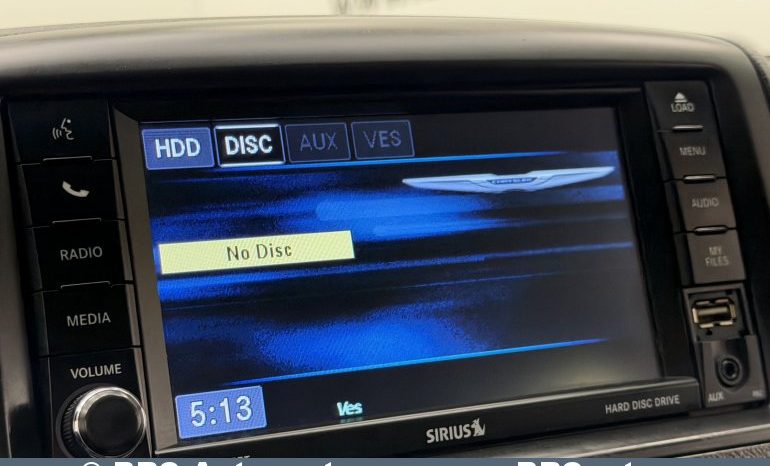 HDD DISC AUX VES
LOAD
MENU
AUDIO
MY
FILES
RADIO
No Disc
MEDIA
VOLUME
5:13 Ves
AUX
SIRIUS
HARD DISC DRIVE